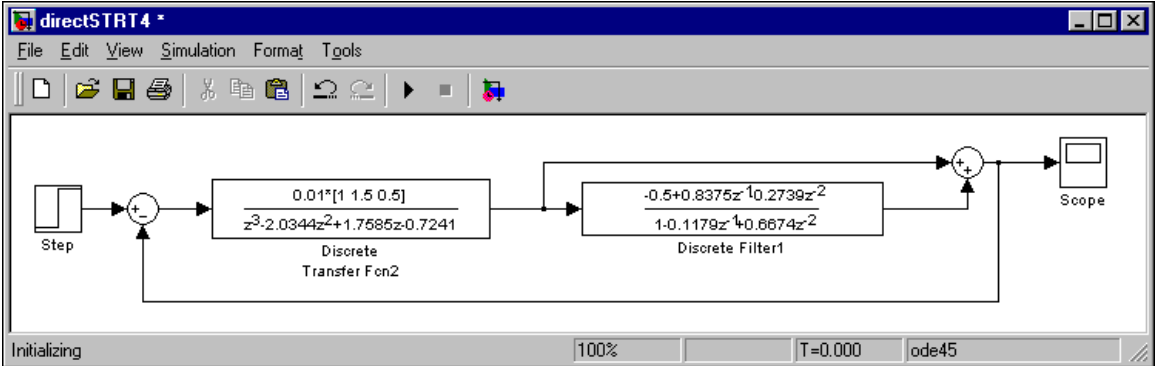 directSTRT4 *
File Edit View Simulation Format Tools
0.01*[1 1.5 0.5]
z3-2.0344z2+1.7585z-0.7241
Discrete
Transfer Fcn2
-0.5+0.8375z-10.2739z-2
1-0.1179z-1+0.6674z-2
Discrete Filter1
Step
Scope
Initializing 100% T=0.000 ode45